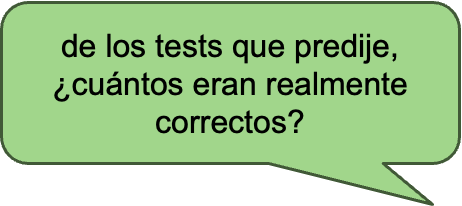 de los tests que predije,
¿cuántos eran realmente
correctos?